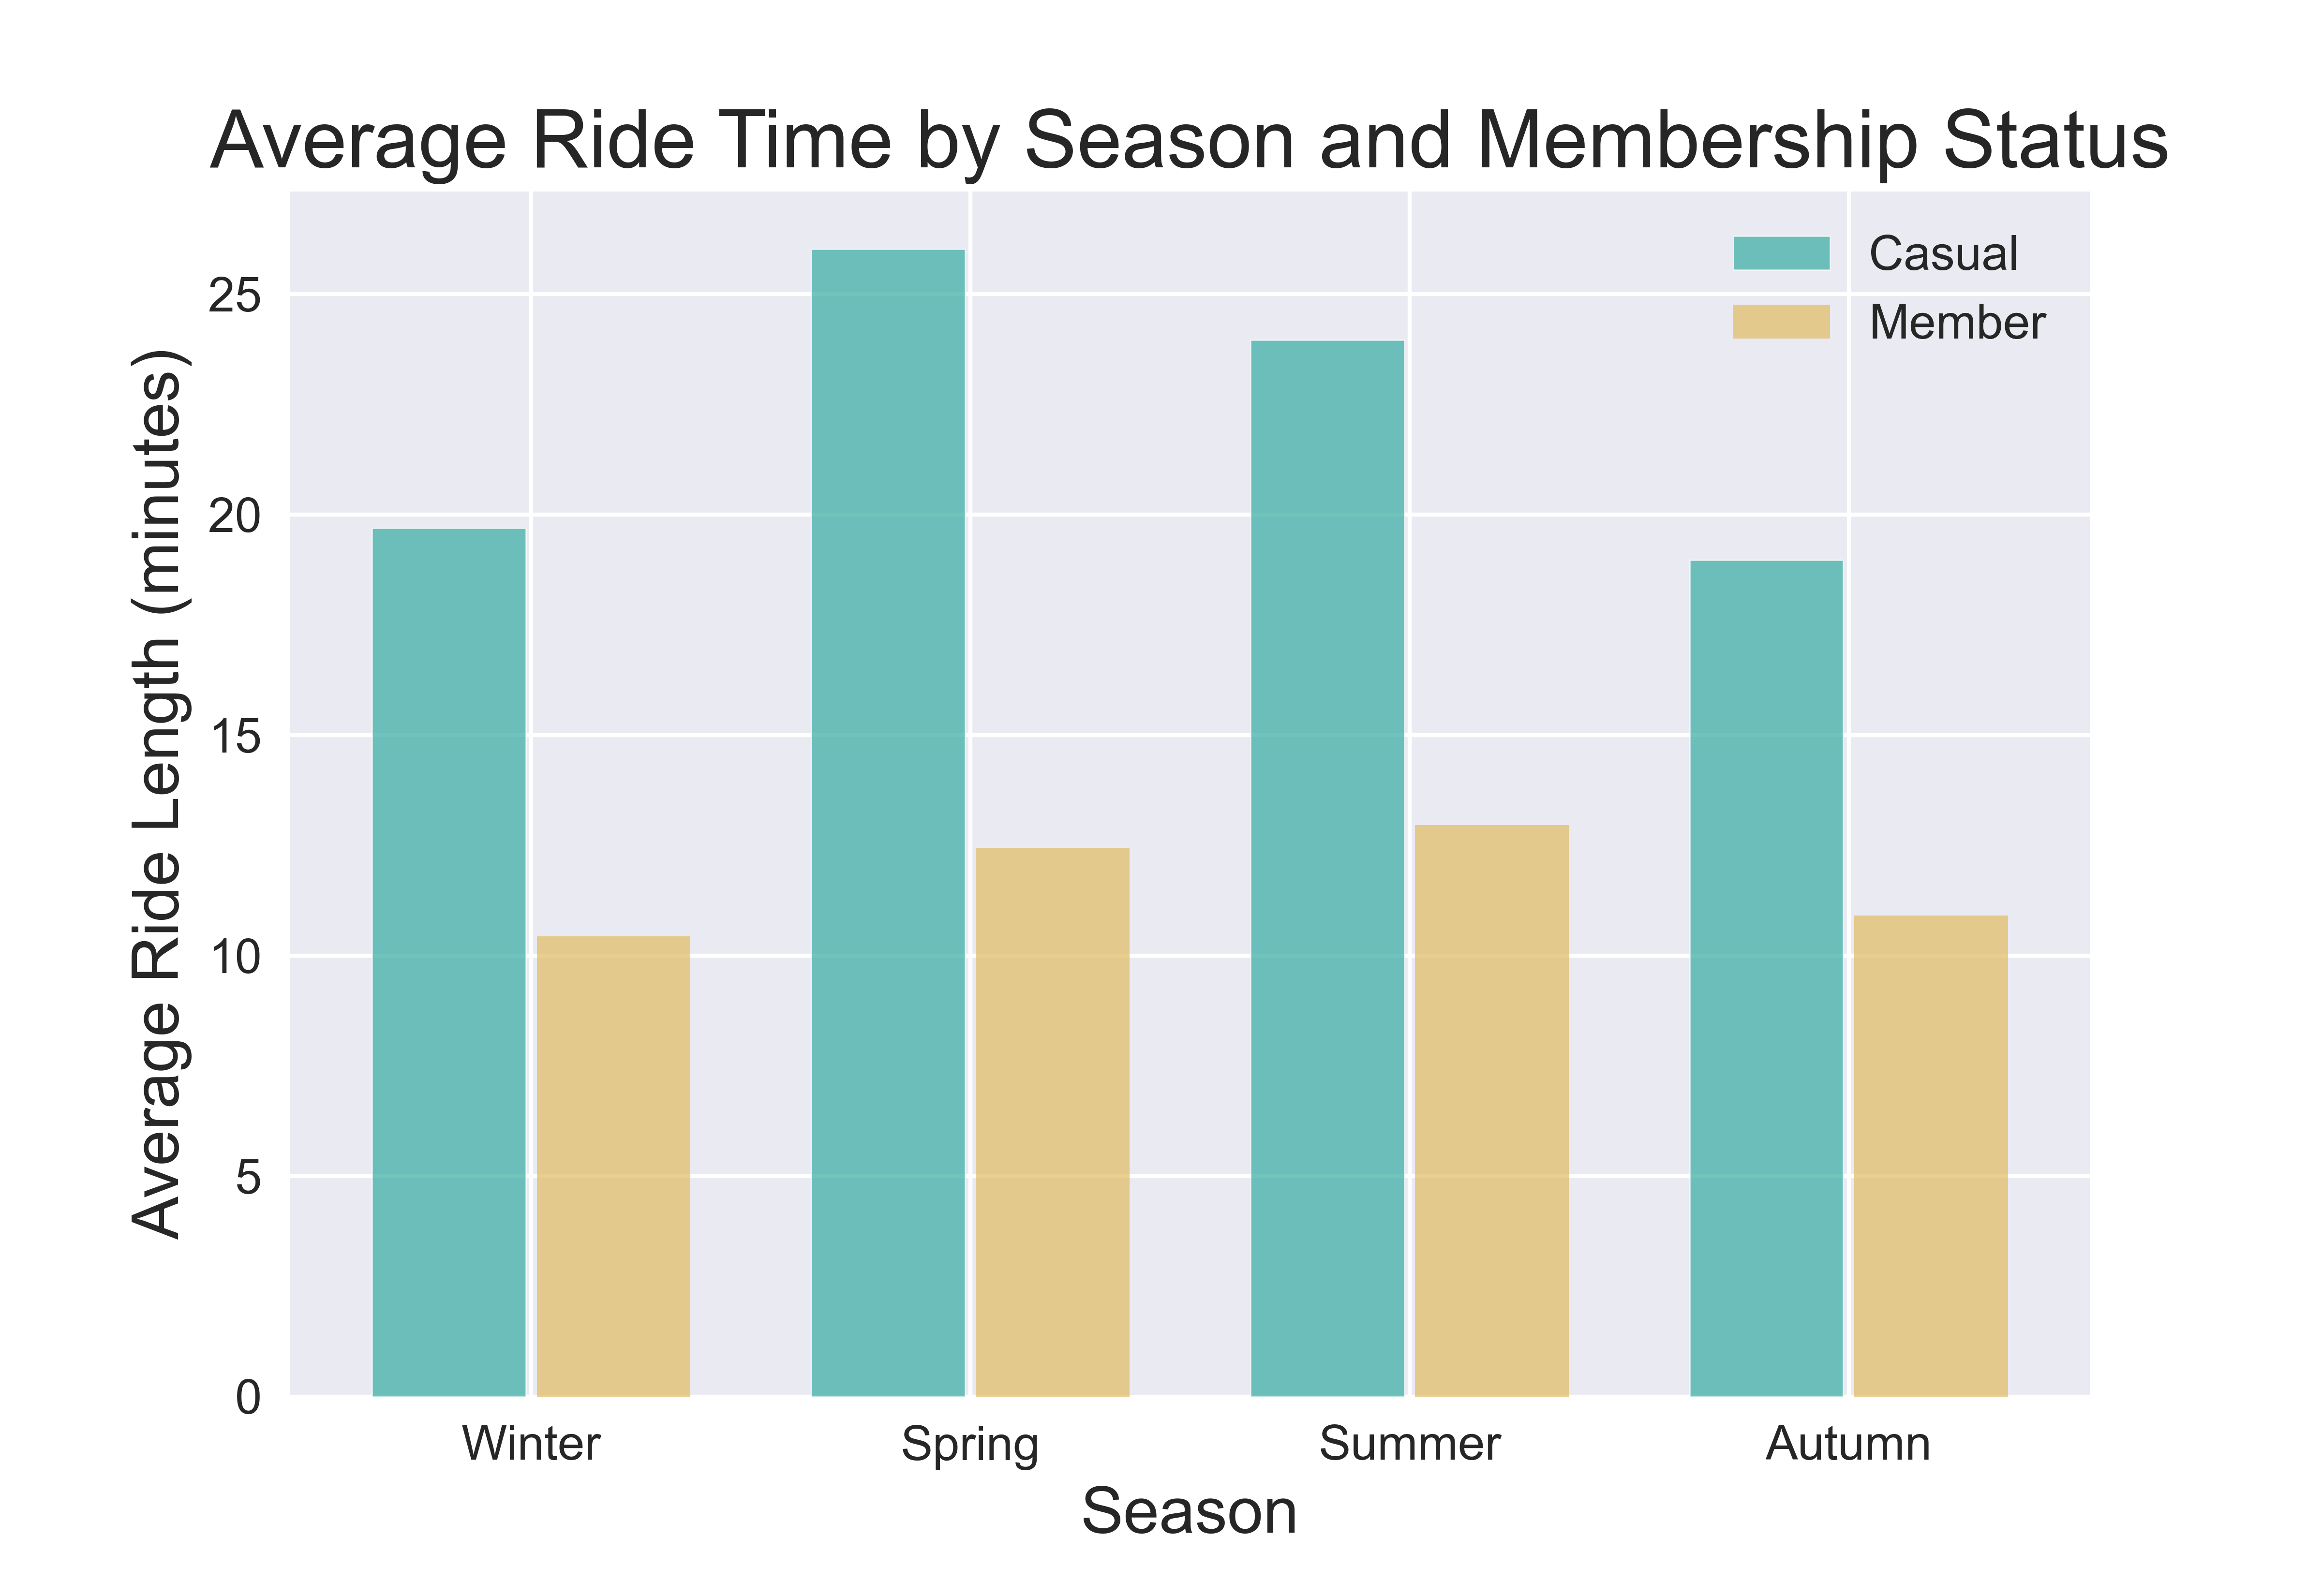 Average Ride Time by Season and Membership Status
Casual
Member
Average Ride Length (minutes)
25
20
15
10
5
0
Winter Spring Summer Autumn
Season